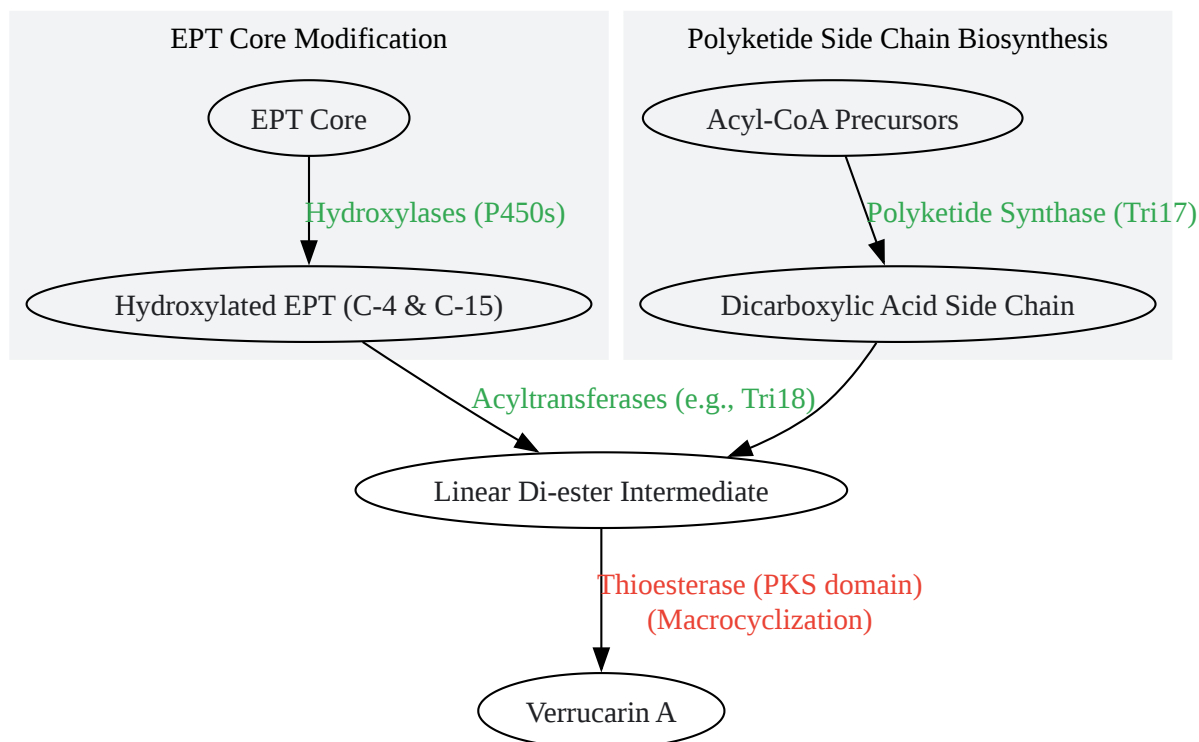 EPT Core Modification
Polyketide Side Chain Biosynthesis
EPT Core
Acyl-CoA Precursors
Hydroxylases (P450s)
Polyketide Synthase (Tri17)
Hydroxylated EPT (C-4 & C-15)
Dicarboxylic Acid Side Chain
Acyltransferases (e.g., Tri18)
Linear Di-ester Intermediate
Thioesterase (PKS domain)
(Macrocyclization)
Verrucarin A